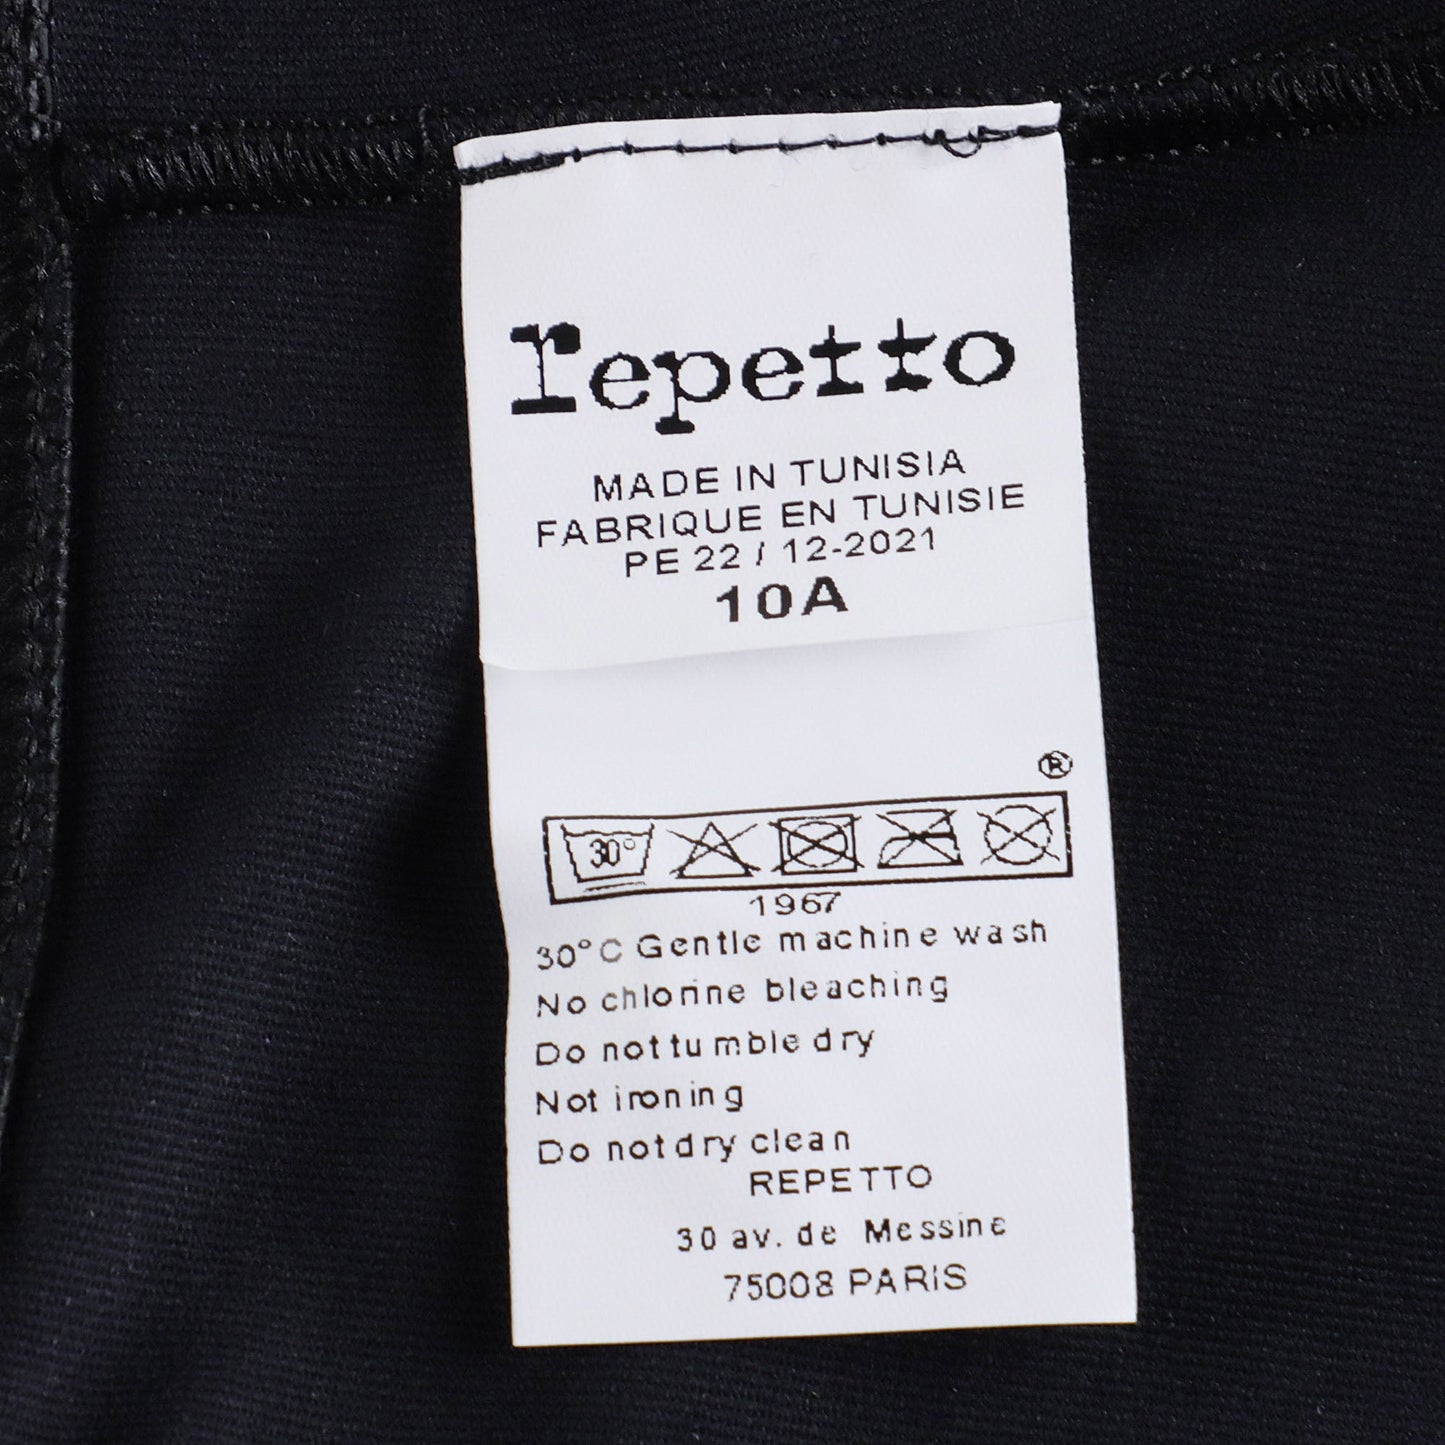 repetto
MADE IN TUNISIA
FABRIQUE EN TUNISIE
PE 22 / 12-2021
10A
®
30°
1967
30°C Gentle machine wash
No chlorine bleaching
Do not tumble dry
Not ironing
Do not dry clean
REPETTO
30 av. de Messine
75008 PARIS